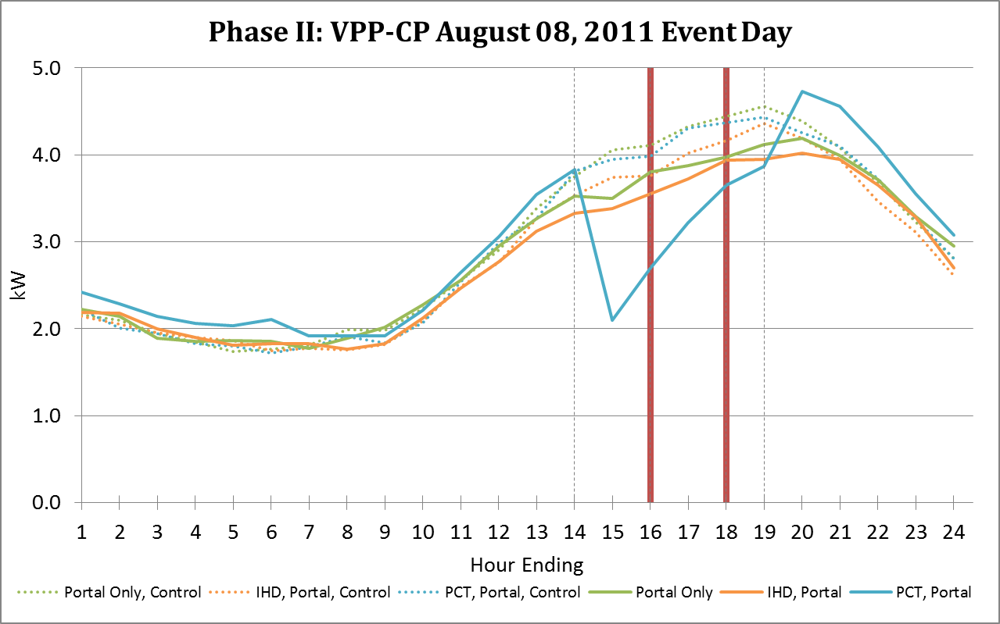 Phase II: VPP-CP August 08, 2011 Event Day
5.0
4.0
3.0
2.0
1.0
0.0
kW
1 2 3 4 5 6 7 8 9 10 11 12 13 14 15 16 17 18 19 20 21 22 23 24
Hour Ending
Portal Only, Control IHD, Portal, Control PCT, Portal, Control Portal Only IHD, Portal PCT, Portal